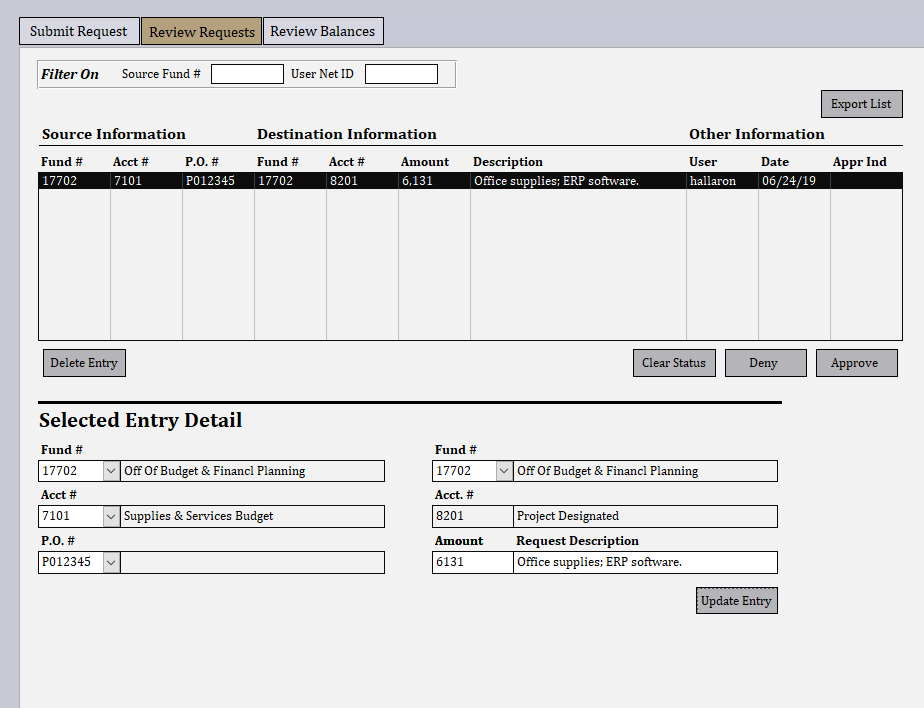 Submit Request Review Requests Review Balances
Filter On Source Fund # User Net ID
Export List
Source Information Destination Information Other Information
Fund # Acct # P.O. # Fund # Acct # Amount Description User Date Appr Ind
17702 7101 P012345 17702 8201 6,131 Office supplies; ERP software. hallaron 06/24/19
Delete Entry Clear Status Deny Approve
Selected Entry Detail
Fund # Fund #
17702 Off Of Budget & Financl Planning 17702 Off Of Budget & Financl Planning
Acct # Acct. #
7101 Supplies & Services Budget 8201 Project Designated
P.O. # Amount Request Description
P012345 6131 Office supplies; ERP software.
Update Entry